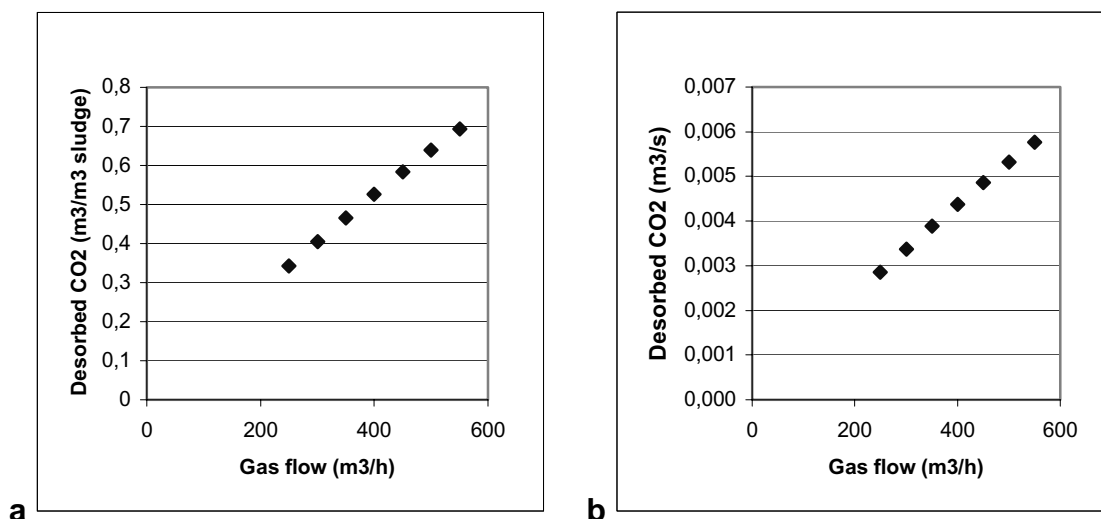 Desorbed CO2 (m3/m3 sludge)
0,8
0,7
0,6
0,5
0,4
0,3
0,2
0,1
0
0 200 400 600
Gas flow (m3/h)
a
Desorbed CO2 (m3/s)
0,007
0,006
0,005
0,004
0,003
0,002
0,001
0,000
0 200 400 600
Gas flow (m3/h)
b